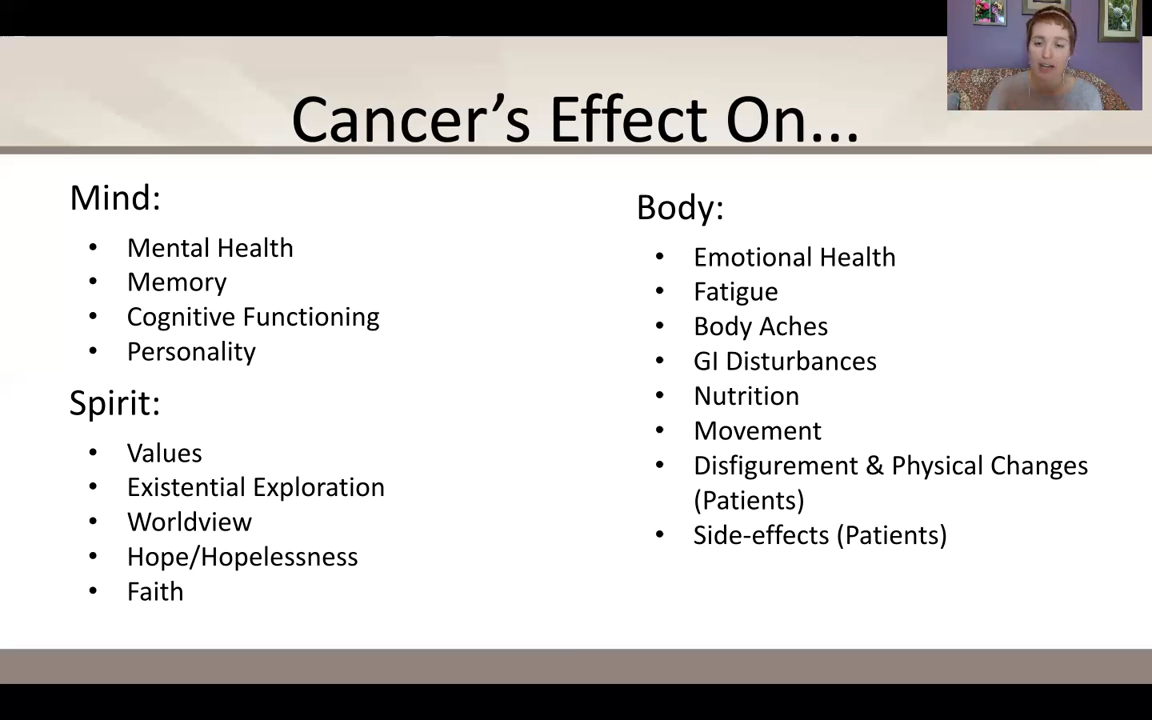 Cancer’s Effect On...
Mind:
• Mental Health
• Memory
• Cognitive Functioning
• Personality
Spirit:
• Values
• Existential Exploration
• Worldview
• Hope/Hopelessness
• Faith
Body:
• Emotional Health
• Fatigue
• Body Aches
• GI Disturbances
• Nutrition
• Movement
• Disfigurement & Physical Changes
(Patients)
• Side-effects (Patients)